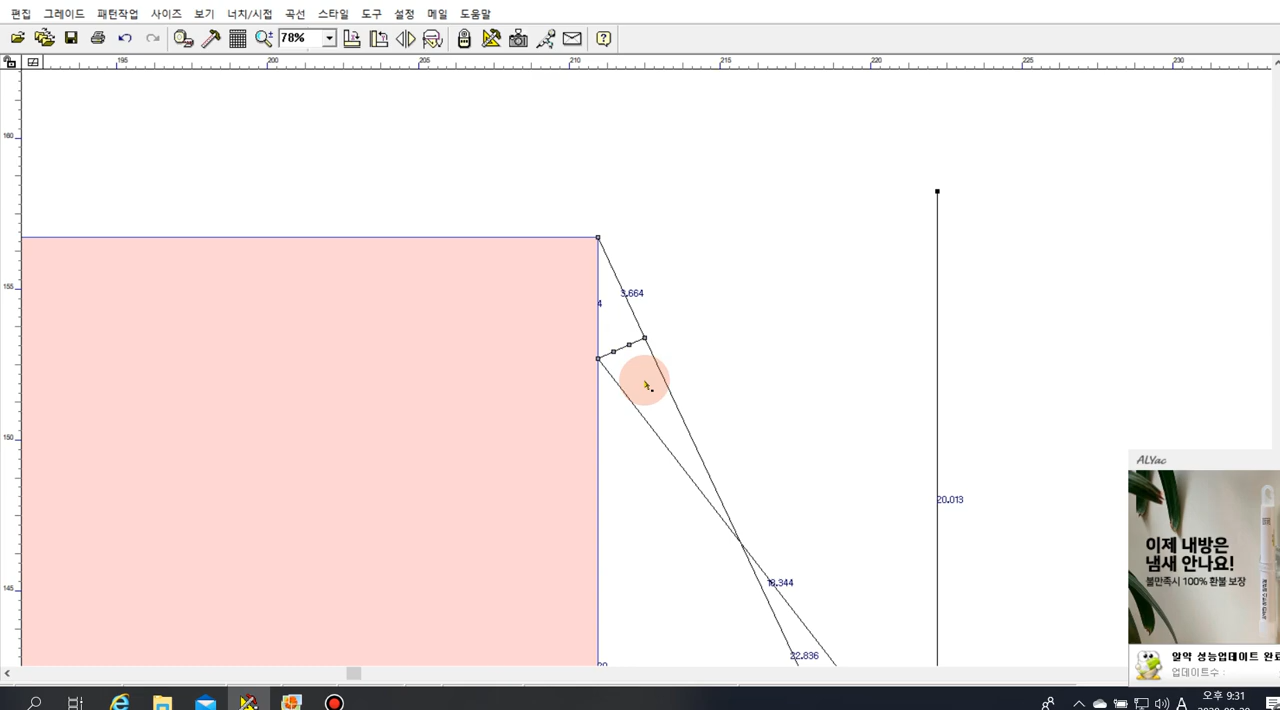 편집 그레이드 패턴작업 사이즈 보기 너치/시접 곡선 스타일 도구 설정 메일 도움말
78%
195 200 205 210 215 220 225 230
160
155
150
145
3.664
4
20.013
18.344
22.836
20
ALYac
이제 내방은
냄새 안나요!
불만족시 100% 환불 보장
알약 성능업데이트 완료
업데이트수 :
A
오후 9:31